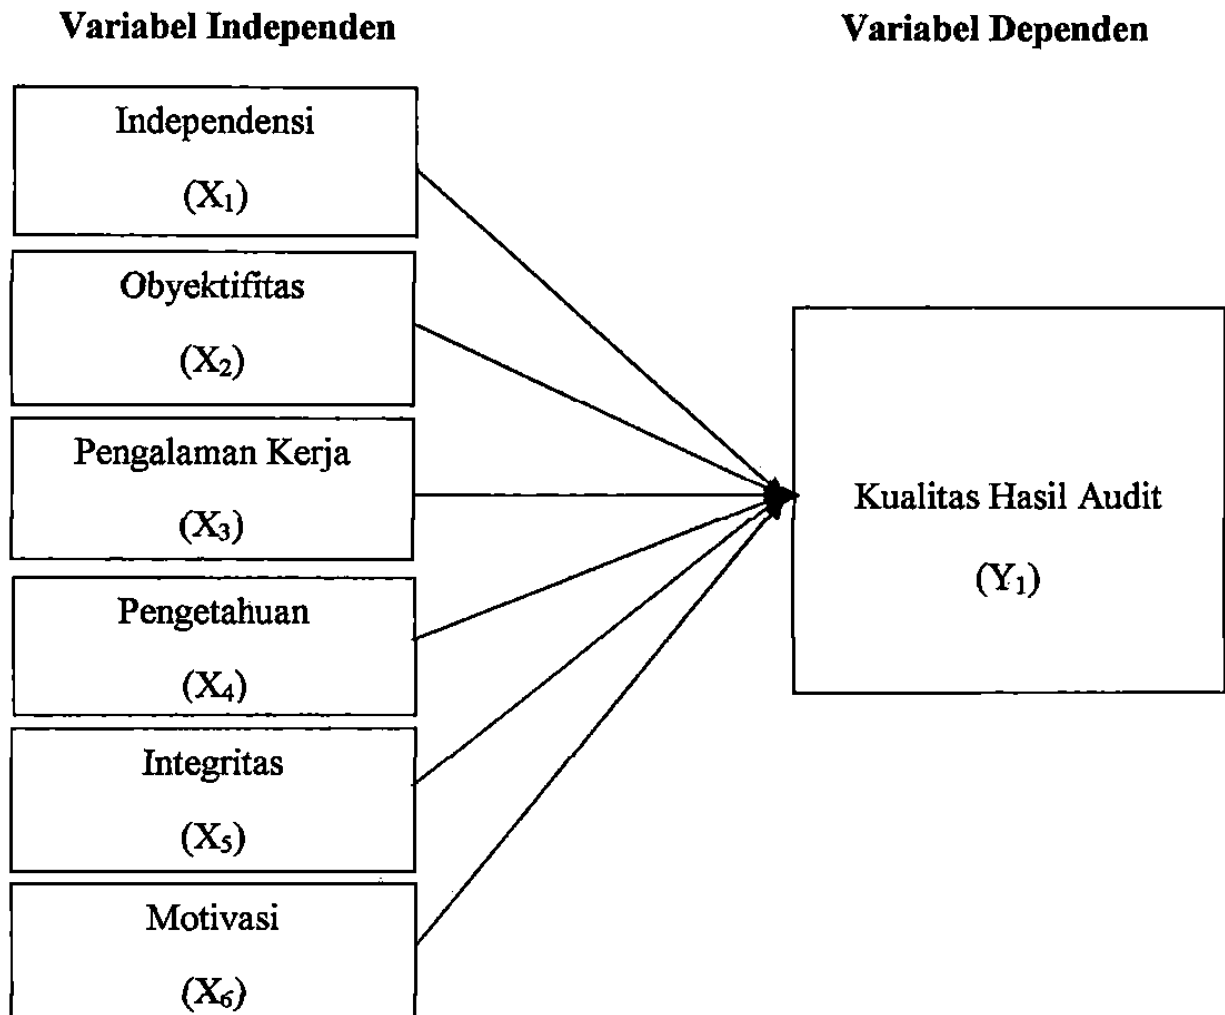 Variabel Independen
Variabel Dependen
Independensi
(X₁)
Obyektifitas
(X₂)
Pengalaman Kerja
(X₃)
Pengetahuan
(X₄)
Integritas
(X₅)
Motivasi
(X₆)
Kualitas Hasil Audit
(Y₁)